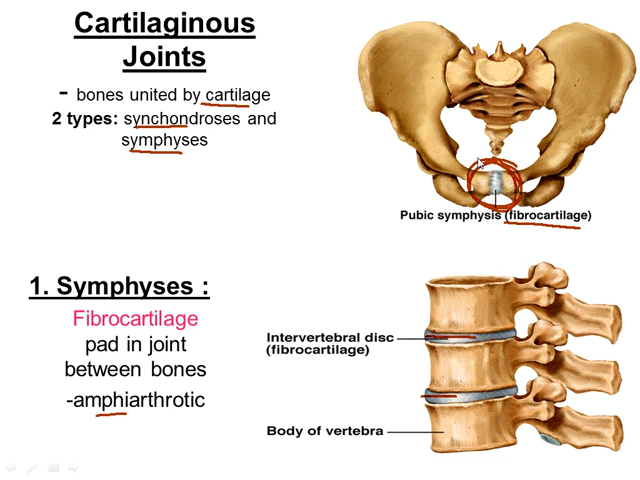 Cartilaginous
Joints
- bones united by cartilage
2 types: synchondroses and
symphyses
Pubic symphysis (fibrocartilage)
1. Symphyses :
Fibrocartilage
pad in joint
between bones
-amphiarthrotic
Intervertebral disc
(fibrocartilage)
Body of vertebra